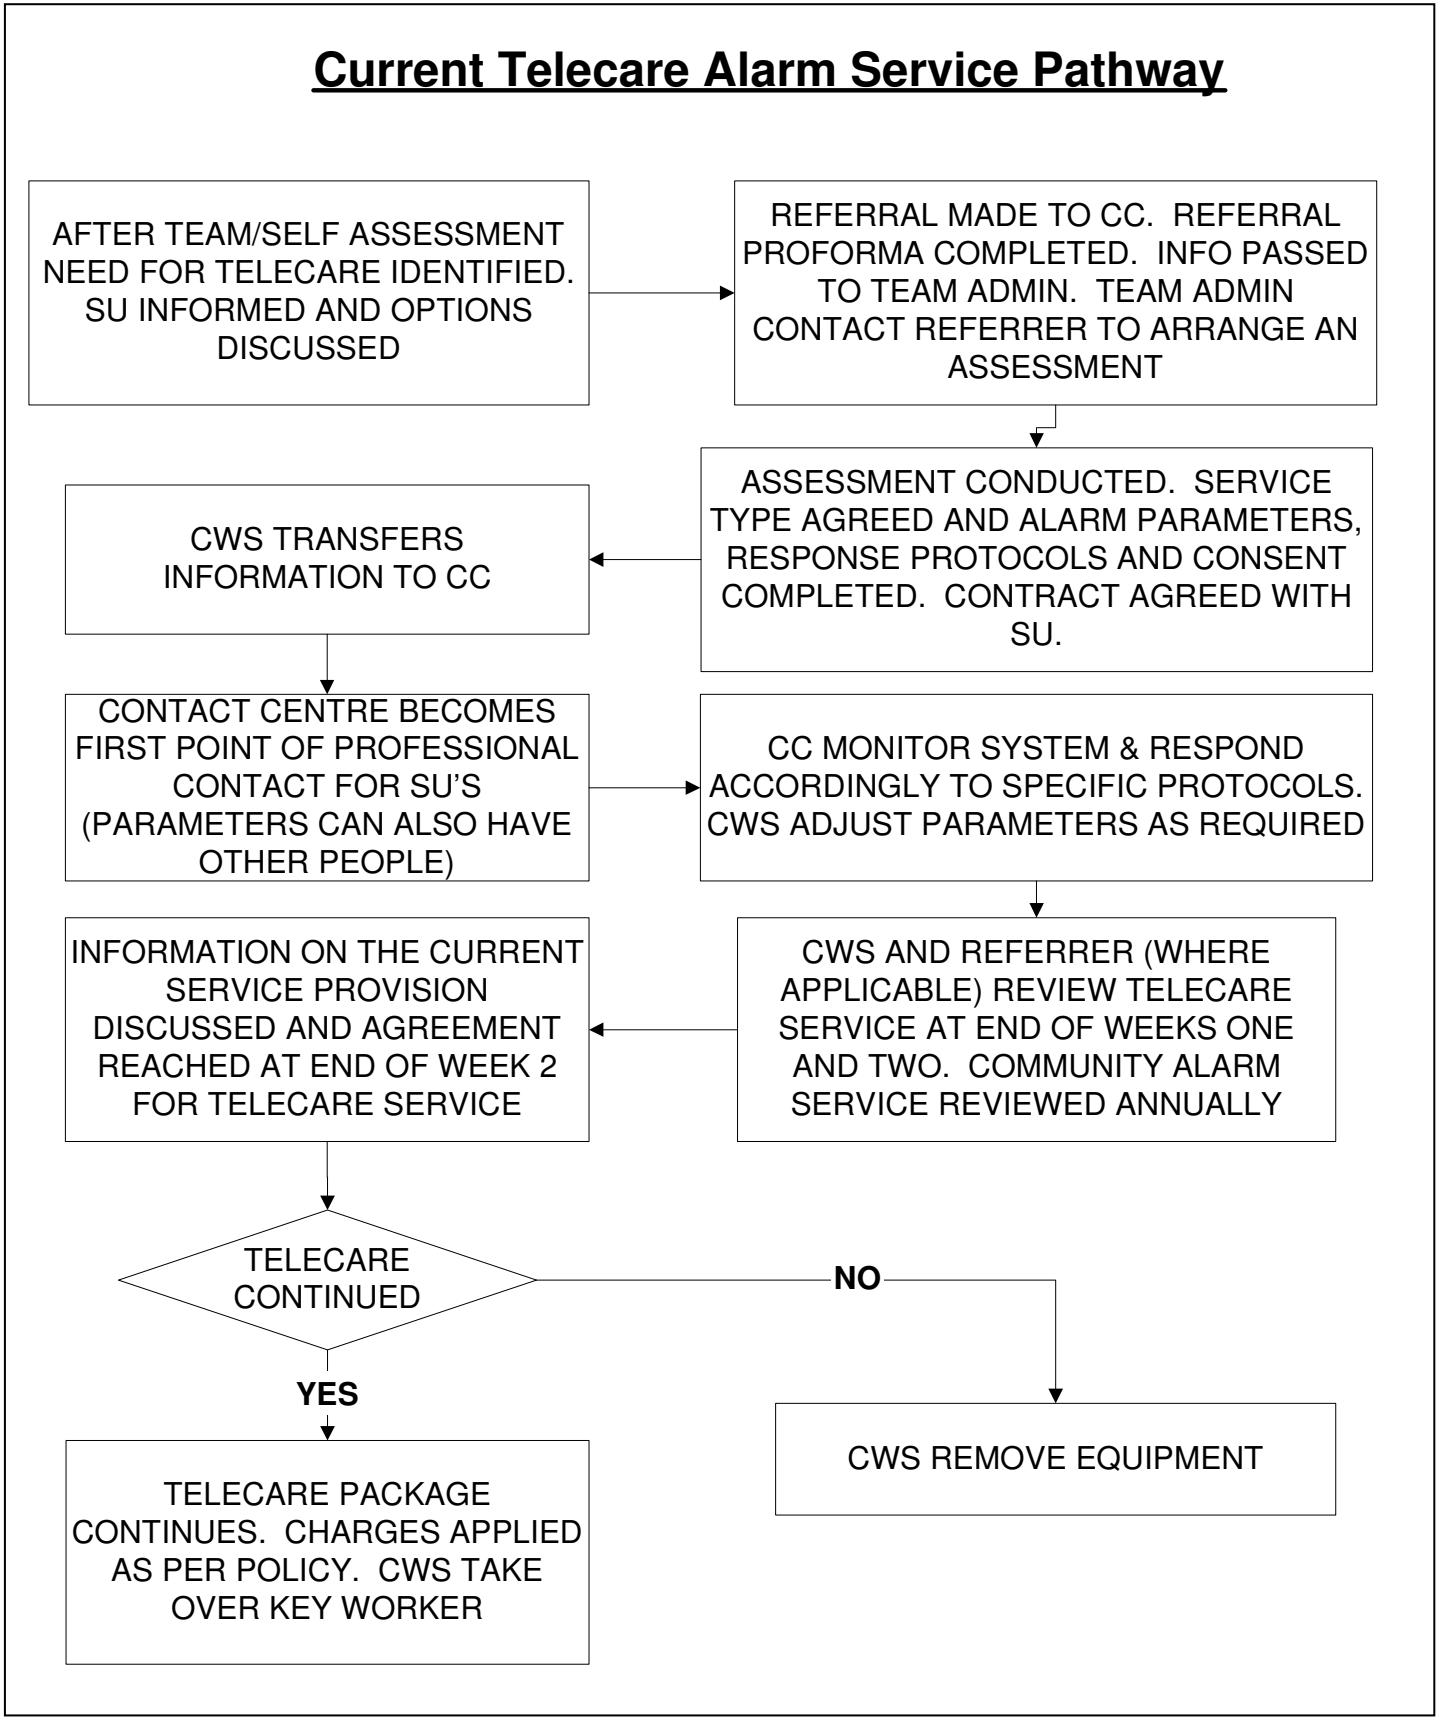 Current Telecare Alarm Service Pathway
AFTER TEAM/SELF ASSESSMENT
NEED FOR TELECARE IDENTIFIED.
SU INFORMED AND OPTIONS
DISCUSSED
REFERRAL MADE TO CC.  REFERRAL
PROFORMA COMPLETED.  INFO PASSED
TO TEAM ADMIN.  TEAM ADMIN
CONTACT REFERRER TO ARRANGE AN
ASSESSMENT
ASSESSMENT CONDUCTED.  SERVICE
TYPE AGREED AND ALARM PARAMETERS,
RESPONSE PROTOCOLS AND CONSENT
COMPLETED.  CONTRACT AGREED WITH
SU.
CWS TRANSFERS
INFORMATION TO CC
CONTACT CENTRE BECOMES
FIRST POINT OF PROFESSIONAL
CONTACT FOR SU'S
(PARAMETERS CAN ALSO HAVE
OTHER PEOPLE)
CC MONITOR SYSTEM & RESPOND
ACCORDINGLY TO SPECIFIC PROTOCOLS.
CWS ADJUST PARAMETERS AS REQUIRED
CWS AND REFERRER (WHERE
APPLICABLE) REVIEW TELECARE
SERVICE AT END OF WEEKS ONE
AND TWO.  COMMUNITY ALARM
SERVICE REVIEWED ANNUALLY
INFORMATION ON THE CURRENT
SERVICE PROVISION
DISCUSSED AND AGREEMENT
REACHED AT END OF WEEK 2
FOR TELECARE SERVICE
TELECARE
CONTINUED
NO
YES
CWS REMOVE EQUIPMENT
TELECARE PACKAGE
CONTINUES.  CHARGES APPLIED
AS PER POLICY.  CWS TAKE
OVER KEY WORKER